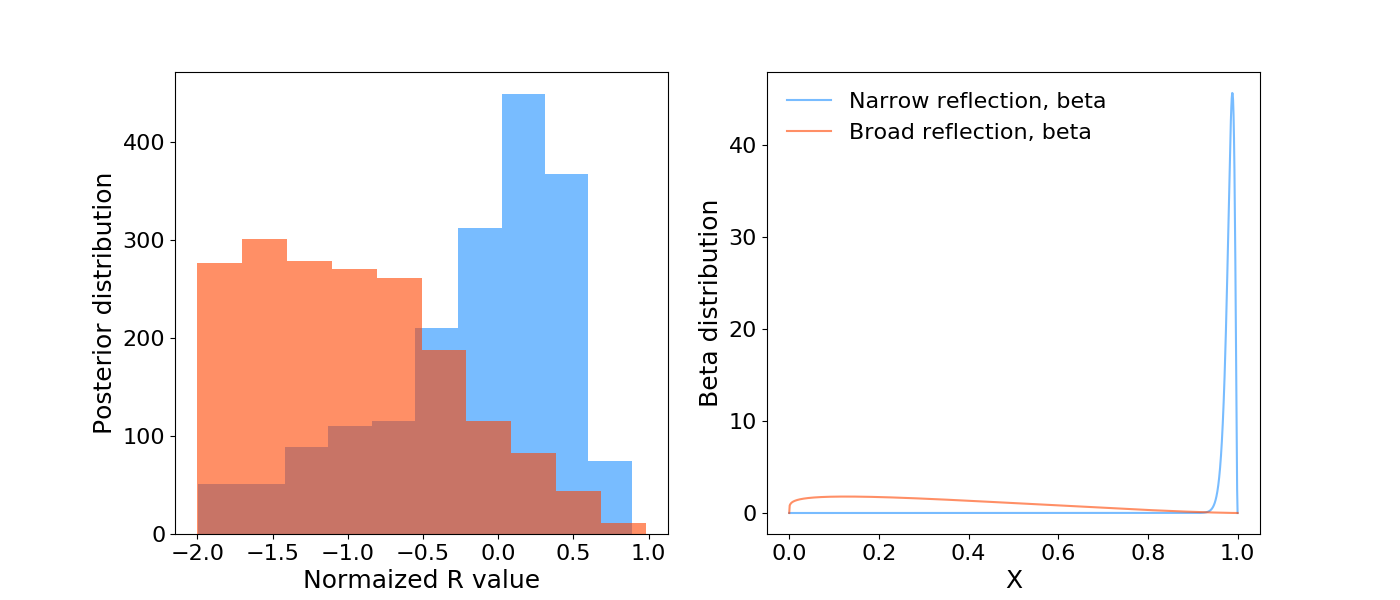 Posterior distribution
400
300
200
100
0
−2.0 −1.5 −1.0 −0.5 0.0 0.5 1.0
Normaized R value
Narrow reflection, beta
Broad reflection, beta
Beta distribution
40
30
20
10
0
0.0 0.2 0.4 0.6 0.8 1.0
X